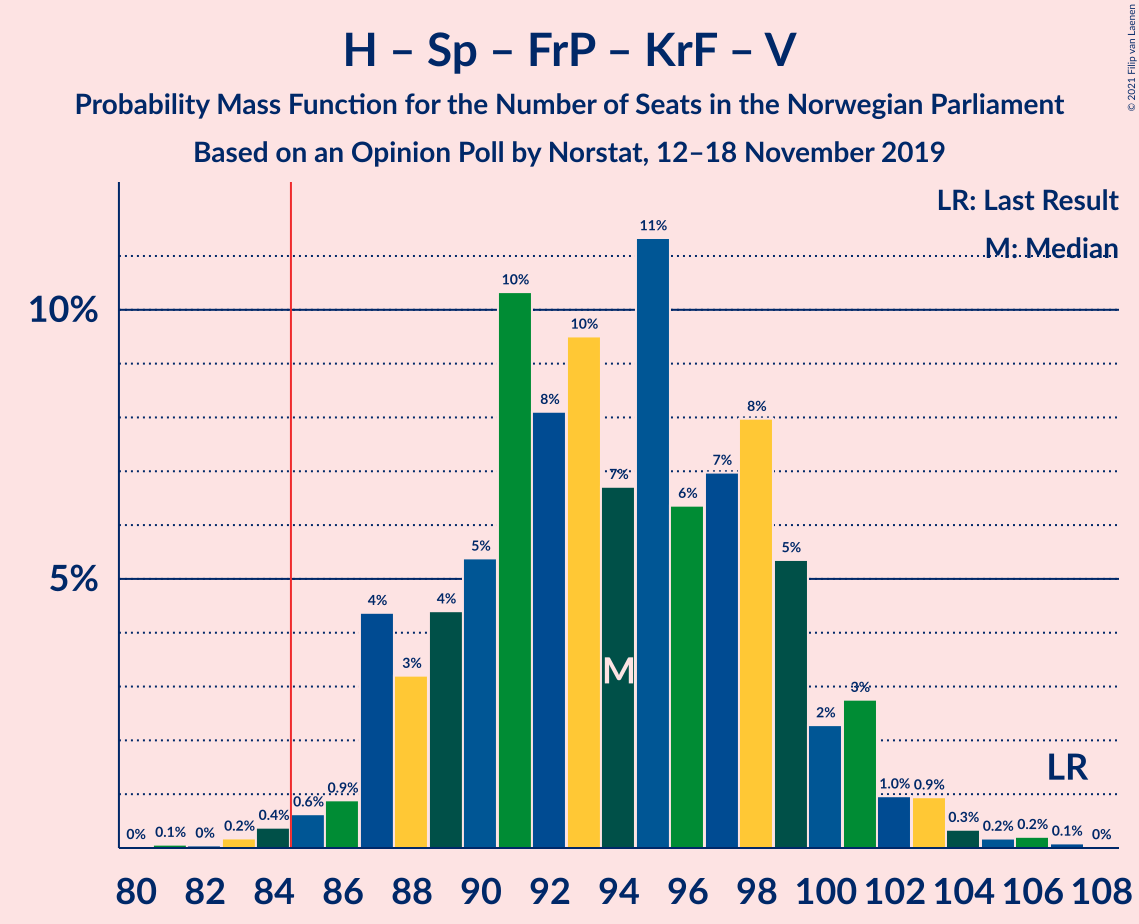 H – Sp – FrP – KrF – V
Probability Mass Function for the Number of Seats in the Norwegian Parliament
Based on an Opinion Poll by Norstat, 12–18 November 2019
© 2021 Filip van Laenen
LR: Last Result
M: Median
10%
5%
0% 0.1% 0% 0.2% 0.4% 0.6% 0.9% 4% 3% 4% 5% 10% 8% 10% 7% 11% 6% 7% 8% 5% 2% 3% 1.0% 0.9% 0.3% 0.2% 0.2% 0.1% 0%
M
LR
80 82 84 86 88 90 92 94 96 98 100 102 104 106 108